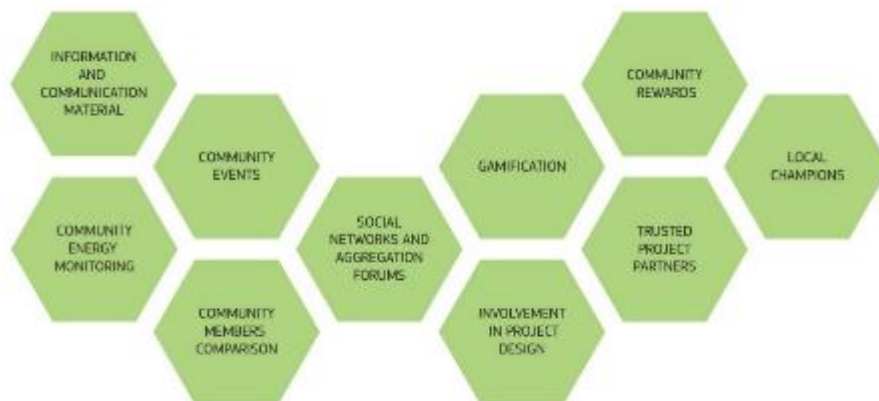 INFORMATION
AND
COMMUNICATION
MATERIAL
COMMUNITY
EVENTS
COMMUNITY
ENERGY
MONITORING
COMMUNITY
MEMBERS
COMPARISON
SOCIAL
NETWORKS AND
AGGREGATION
FORUMS
GAMIFICATION
INVOLVEMENT
IN PROJECT
DESIGN
COMMUNITY
REWARDS
TRUSTED
PROJECT
PARTNERS
LOCAL
CHAMPIONS